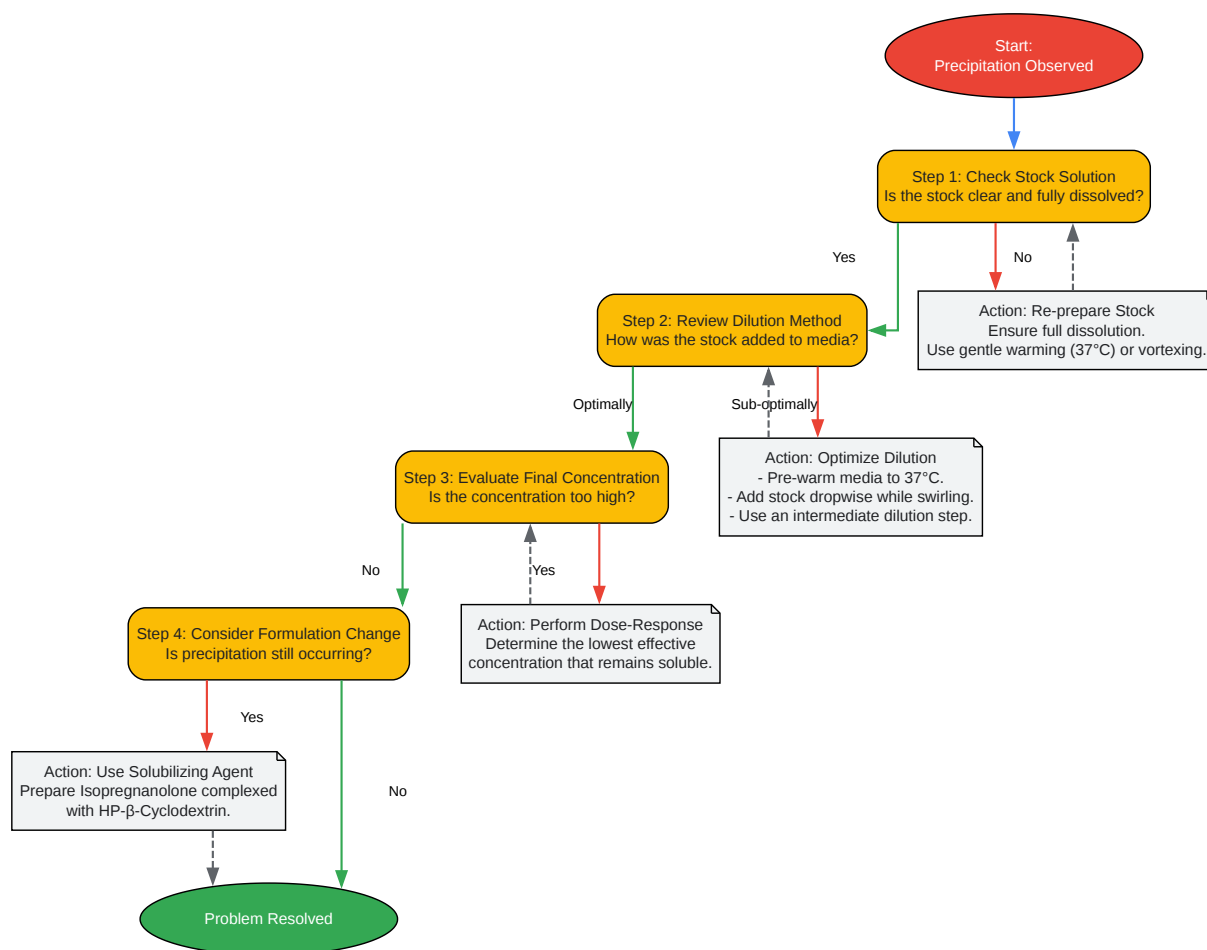 Start:
Precipitation Observed
Step 1: Check Stock Solution
Is the stock clear and fully dissolved?
Yes
No
Action: Re-prepare Stock
Ensure full dissolution.
Use gentle warming (37°C) or vortexing.
Step 2: Review Dilution Method
How was the stock added to media?
Optimally
Sub-optimally
Action: Optimize Dilution
- Pre-warm media to 37°C.
- Add stock dropwise while swirling.
- Use an intermediate dilution step.
Step 3: Evaluate Final Concentration
Is the concentration too high?
No
Yes
Action: Perform Dose-Response
Determine the lowest effective
concentration that remains soluble.
Step 4: Consider Formulation Change
Is precipitation still occurring?
Yes
No
Action: Use Solubilizing Agent
Prepare Isopregnanolone complexed
with HP-β-Cyclodextrin.
Problem Resolved